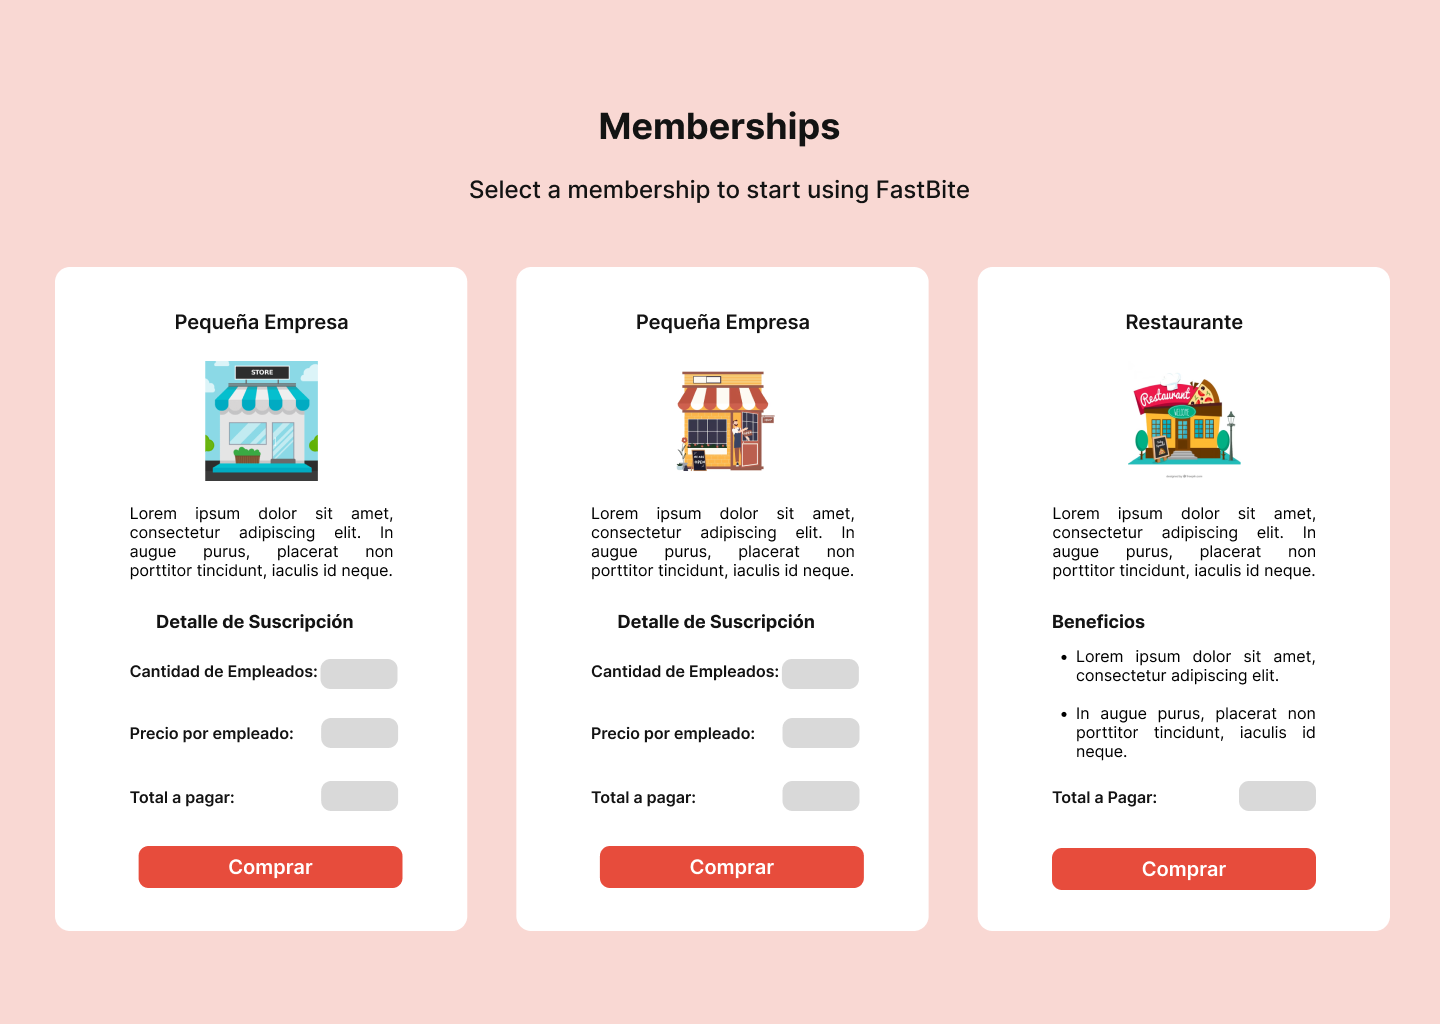 Memberships
Select a membership to start using FastBite
Pequeña Empresa
STORE
Lorem ipsum dolor sit amet,
consectetur adipiscing elit. In
augue purus, placerat non
porttitor tincidunt, iaculis id neque.
Detalle de Suscripción
Cantidad de Empleados:
Precio por empleado:
Total a pagar:
Comprar
Pequeña Empresa
Lorem ipsum dolor sit amet,
consectetur adipiscing elit. In
augue purus, placerat non
porttitor tincidunt, iaculis id neque.
Detalle de Suscripción
Cantidad de Empleados:
Precio por empleado:
Total a pagar:
Comprar
Restaurante
Restaurant
WELCOME
Lorem ipsum dolor sit amet,
consectetur adipiscing elit. In
augue purus, placerat non
porttitor tincidunt, iaculis id neque.
Beneficios
• Lorem ipsum dolor sit amet,
consectetur adipiscing elit.
• In augue purus, placerat non
porttitor tincidunt, iaculis id
neque.
Total a Pagar:
Comprar